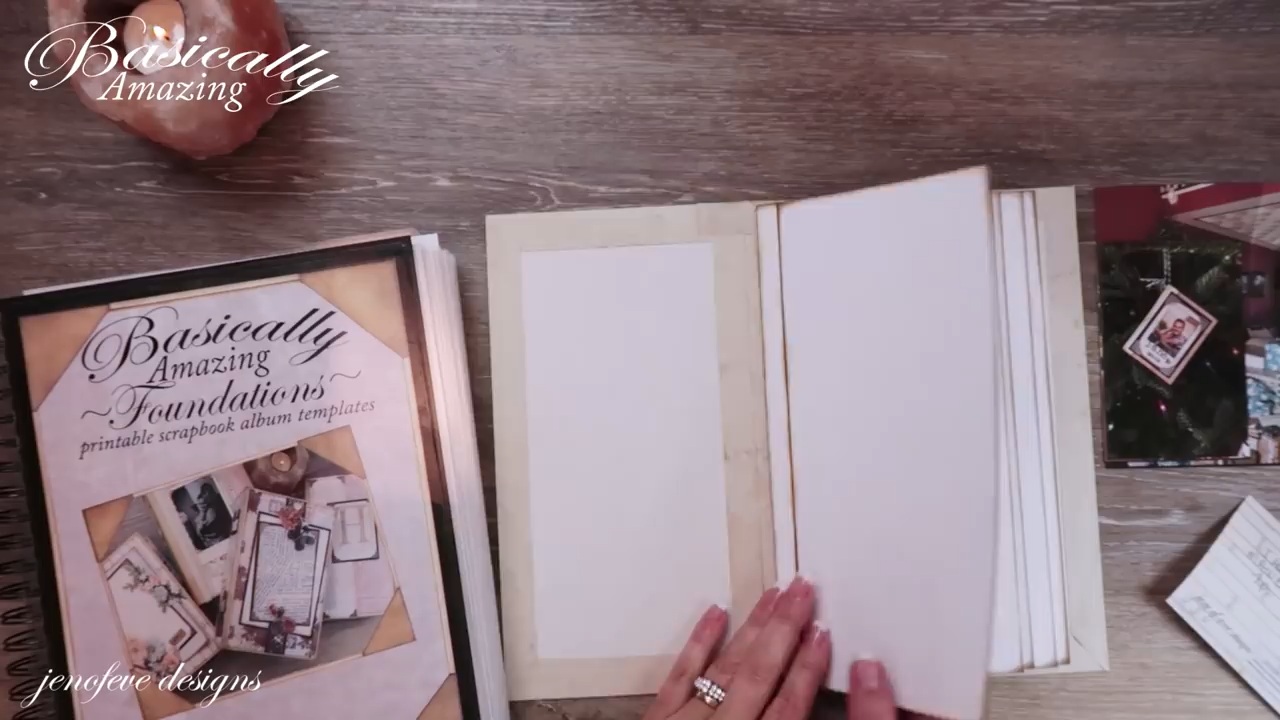 Basically
Amazing
Basically
Amazing
~Foundations~
printable scrapbook album templates
jenofeve designs